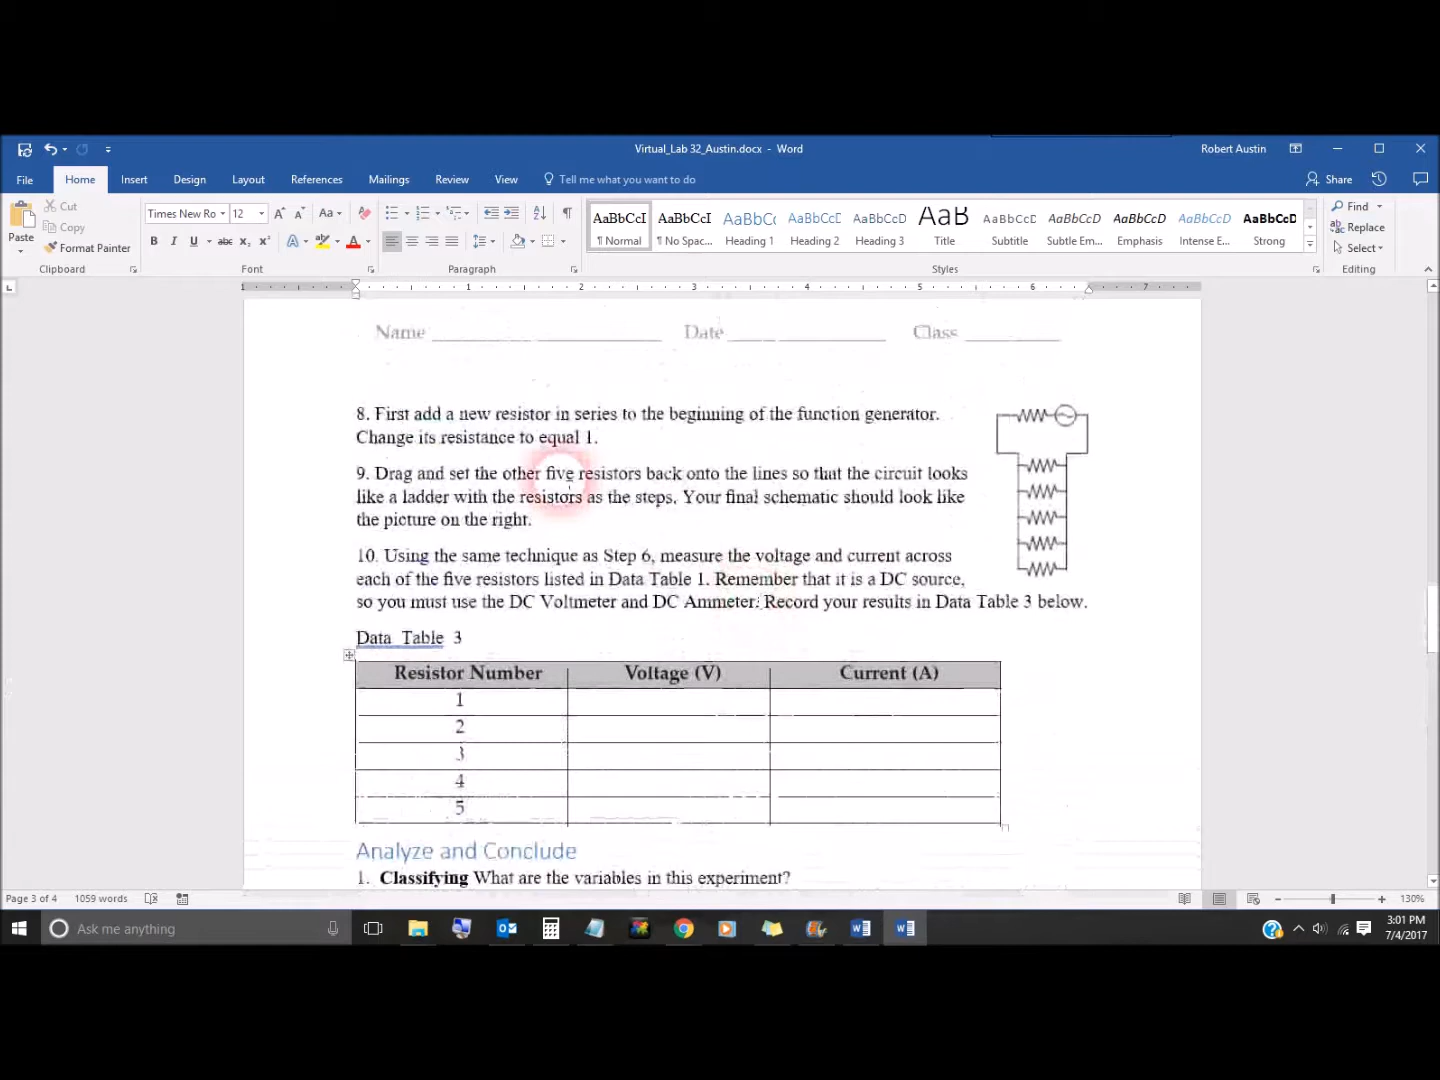 Virtual_Lab 32_Austin.docx - Word
Robert Austin
File Home Insert Design Layout References Mailings Review View Tell me what you want to do Share
Paste
Cut
Copy
Format Painter
Times New Ro 12
AaBbCcI ¶ Normal
AaBbCcI ¶ No Spac...
AaBbCc Heading 1
AaBbCcD Heading 2
AaBbCcD Heading 3
AaB Title
AaBbCcD Subtitle
AaBbCcD Subtle Em...
AaBbCcD Emphasis
AaBbCcD Intense E...
AaBbCcD Strong
Find
Replace
Select
Clipboard Font Paragraph Styles Editing
1 1 2 3 4 5 6 7
Name Date Class
8. First add a new resistor in series to the beginning of the function generator.
Change its resistance to equal 1.
9. Drag and set the other five resistors back onto the lines so that the circuit looks
like a ladder with the resistors as the steps. Your final schematic should look like
the picture on the right.
10. Using the same technique as Step 6, measure the voltage and current across
each of the five resistors listed in Data Table 1. Remember that it is a DC source,
so you must use the DC Voltmeter and DC Ammeter. Record your results in Data Table 3 below.
Data Table 3
Resistor Number Voltage (V) Current (A)
1
2
3
4
5
Analyze and Conclude
1. Classifying What are the variables in this experiment?
Page 3 of 4 1059 words 130%
Ask me anything
3:01 PM
7/4/2017